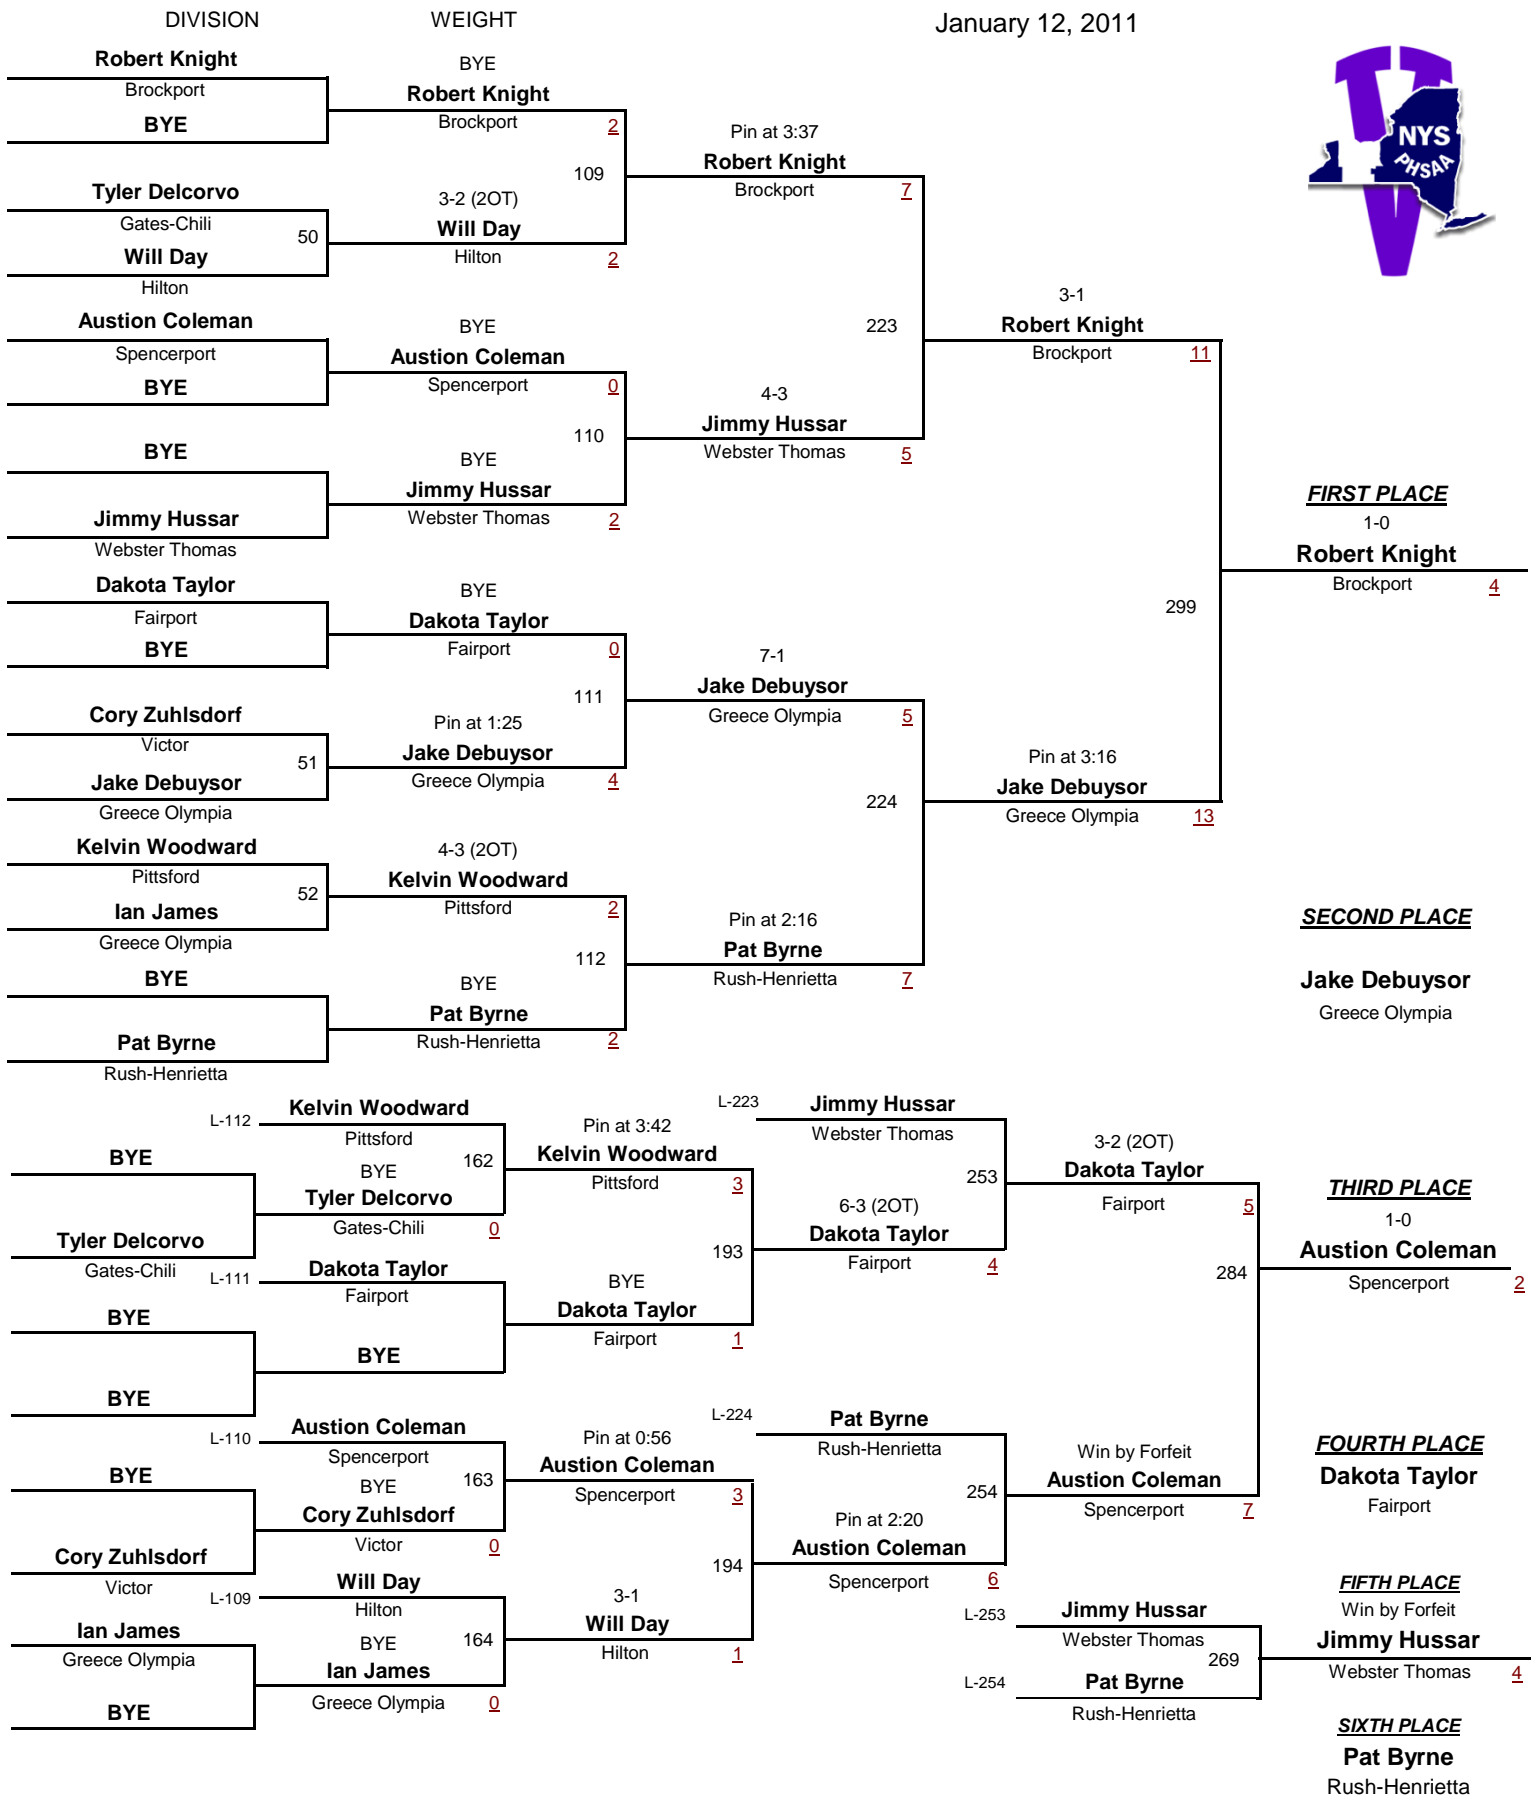 DIVISION
WEIGHT
January 12, 2011
Robert Knight
Brockport
BYE
BYE
Robert Knight
Brockport
2
109
Tyler Delcorvo
Gates-Chili
50
Will Day
Hilton
3-2 (2OT)
Will Day
Hilton
2
Pin at 3:37
Robert Knight
Brockport
7
NYS
PHSAA
Austion Coleman
Spencerport
BYE
BYE
Austion Coleman
Spencerport
0
110
BYE
Jimmy Hussar
Webster Thomas
BYE
Jimmy Hussar
Webster Thomas
2
4-3
Jimmy Hussar
Webster Thomas
5
223
3-1
Robert Knight
Brockport
11
Dakota Taylor
Fairport
BYE
BYE
Dakota Taylor
Fairport
0
111
Cory Zuhlsdorf
Victor
51
Jake Debuysor
Greece Olympia
Pin at 1:25
Jake Debuysor
Greece Olympia
4
7-1
Jake Debuysor
Greece Olympia
5
224
Kelvin Woodward
Pittsford
52
Ian James
Greece Olympia
4-3 (2OT)
Kelvin Woodward
Pittsford
2
112
BYE
Pat Byrne
Rush-Henrietta
BYE
Pat Byrne
Rush-Henrietta
2
Pin at 2:16
Pat Byrne
Rush-Henrietta
7
Pin at 3:16
Jake Debuysor
Greece Olympia
13
299
FIRST PLACE
1-0
Robert Knight
Brockport
4
SECOND PLACE
Jake Debuysor
Greece Olympia
L-112
Kelvin Woodward
Pittsford
162
BYE
Tyler Delcorvo
Gates-Chili
BYE
Tyler Delcorvo
Gates-Chili
0
Pin at 3:42
Kelvin Woodward
Pittsford
3
193
L-111
Dakota Taylor
Fairport
BYE
BYE
BYE
BYE
Dakota Taylor
Fairport
1
L-223
Jimmy Hussar
Webster Thomas
253
6-3 (2OT)
Dakota Taylor
Fairport
4
3-2 (2OT)
Dakota Taylor
Fairport
5
284
THIRD PLACE
1-0
Austion Coleman
Spencerport
2
L-110
Austion Coleman
Spencerport
163
BYE
Cory Zuhlsdorf
Victor
BYE
Cory Zuhlsdorf
Victor
0
Pin at 0:56
Austion Coleman
Spencerport
3
194
L-109
Will Day
Hilton
164
Ian James
Greece Olympia
BYE
BYE
Ian James
Greece Olympia
0
3-1
Will Day
Hilton
1
L-224
Pat Byrne
Rush-Henrietta
254
Pin at 2:20
Austion Coleman
Spencerport
6
Win by Forfeit
Austion Coleman
Spencerport
7
FOURTH PLACE
Dakota Taylor
Fairport
L-253
Jimmy Hussar
Webster Thomas
269
L-254
Pat Byrne
Rush-Henrietta
FIFTH PLACE
Win by Forfeit
Jimmy Hussar
Webster Thomas
4
SIXTH PLACE
Pat Byrne
Rush-Henrietta